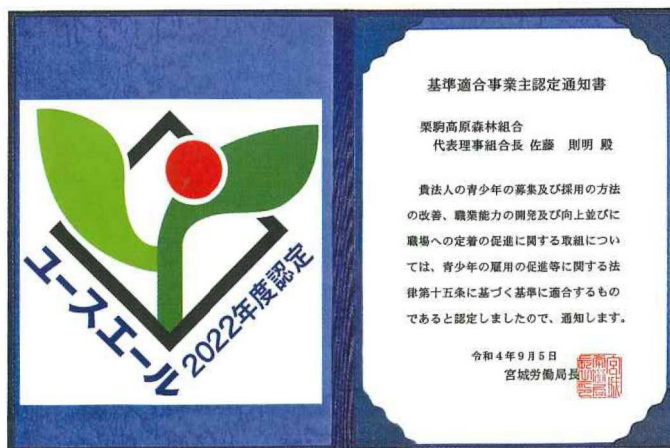 ユースエール
2022年度認定
基準適合事業主認定通知書
栗駒高原森林組合
代表理事組合長 佐藤 則明 殿
貴法人の青少年の募集及び採用の方法
の改善、職業能力の開発及び向上並びに
職場への定着の促進に関する取組につい
ては、青少年の雇用の促進等に関する法
律第十五条に基づく基準に適合するもの
であると認定しましたので、通知します。
令和4年9月5日
宮城労働局長